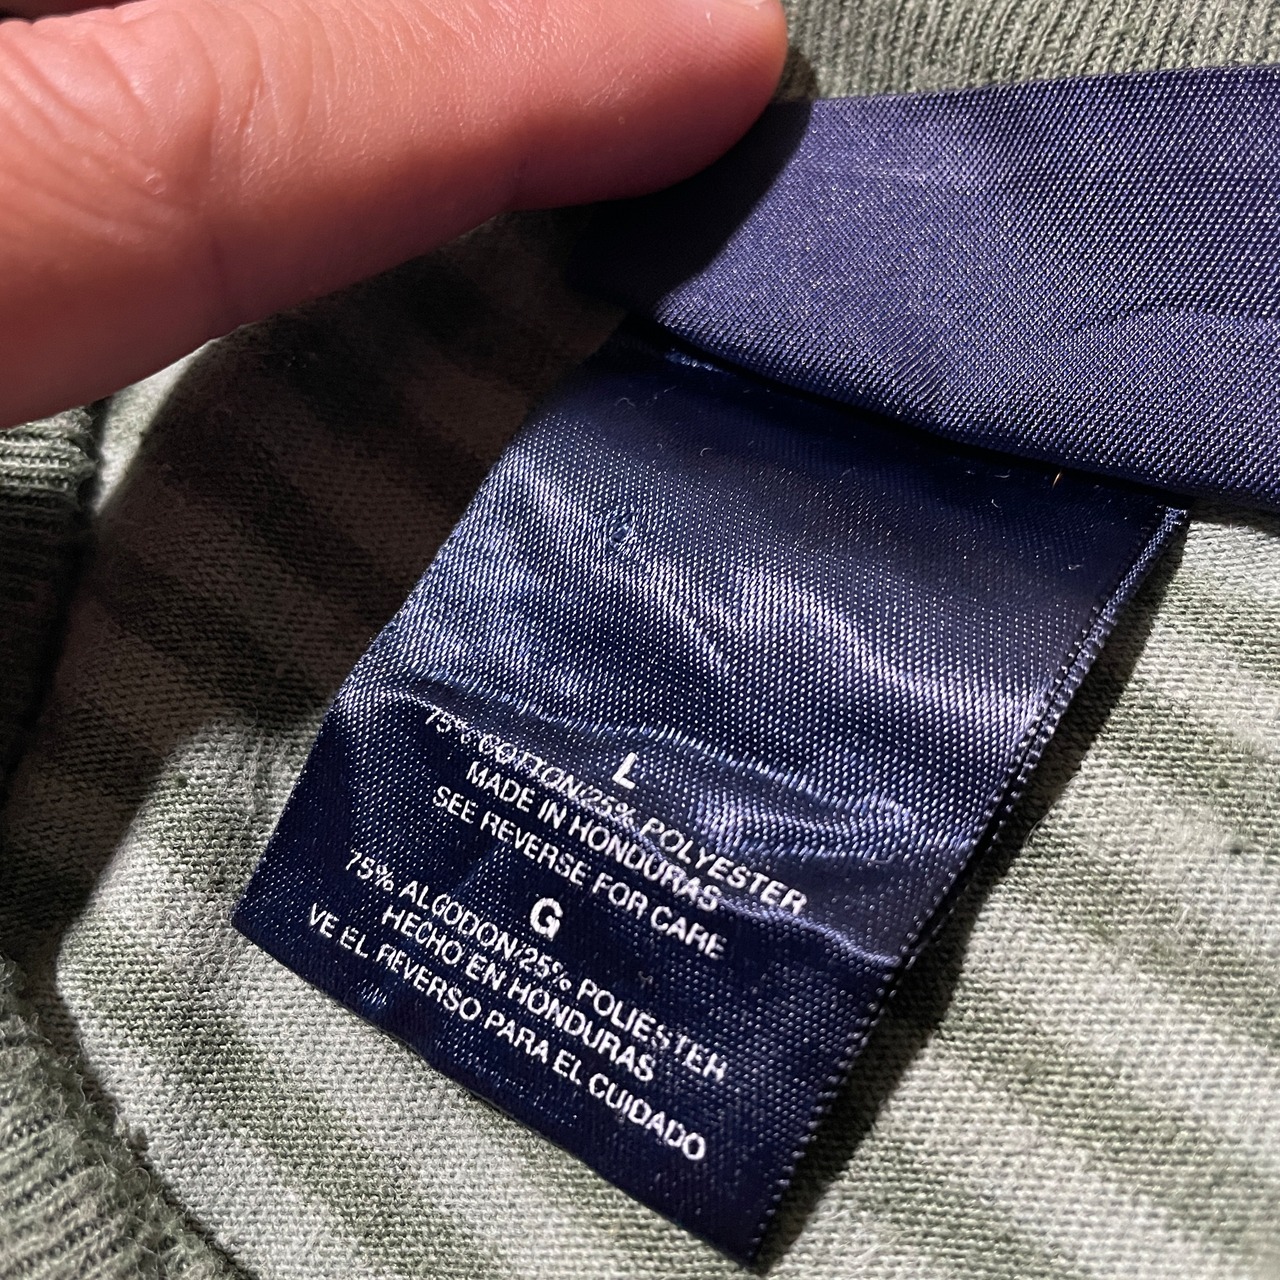 L
75% COTTON/25% POLYESTER
MADE IN HONDURAS
SEE REVERSE FOR CARE
G
75% ALGODON/25% POLIESTER
HECHO EN HONDURAS
VE EL REVERSO PARA EL CUIDADO